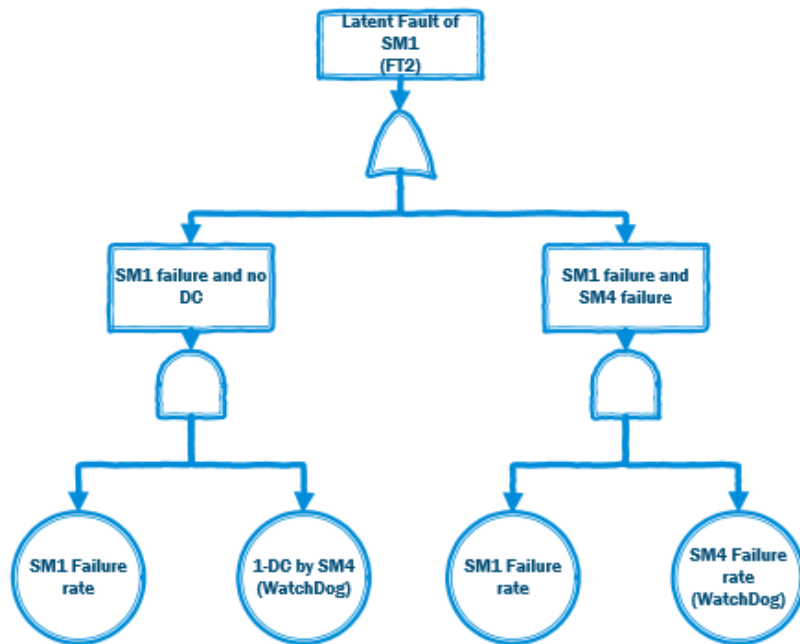 Latent Fault of
SM1
(FT2)
SM1 failure and no
DC
SM1 failure and
SM4 failure
SM1 Failure
rate
1-DC by SM4
(WatchDog)
SM1 Failure
rate
SM4 Failure
rate
(WatchDog)